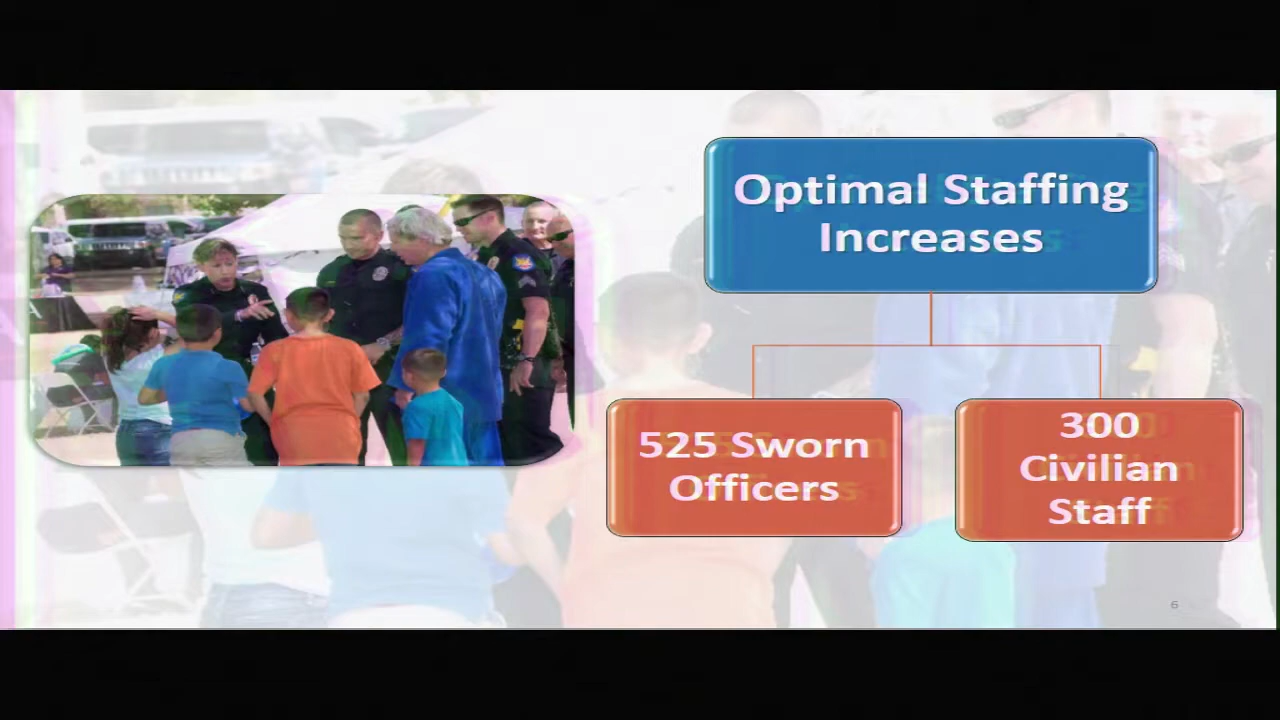 Optimal Staffing
Increases
525 Sworn
Officers
300
Civilian
Staff
6